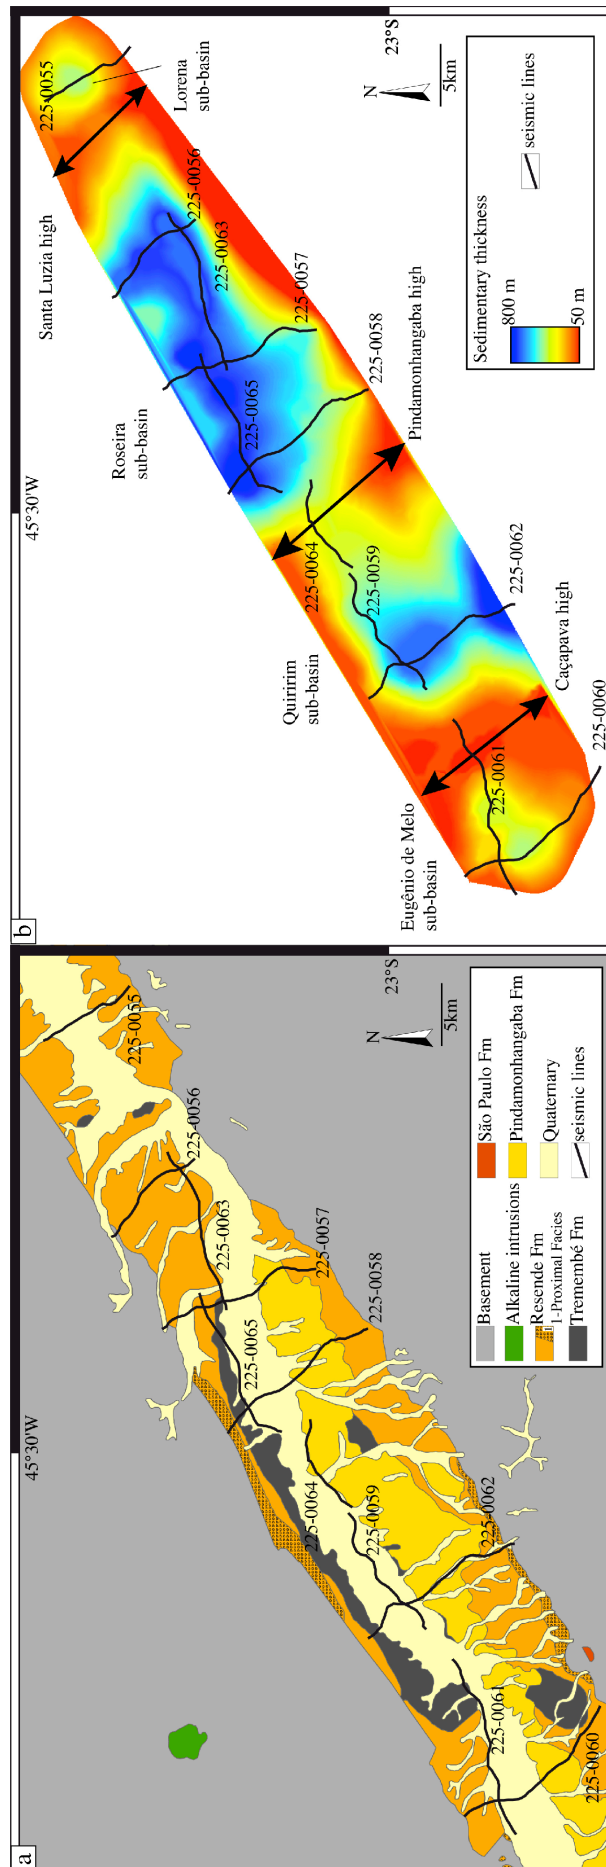 a
45°30'W
23°S
N
5km
225-0055
225-0056
225-0063
225-0057
225-0058
225-0065
225-0064
225-0059
225-0062
225-0061
225-0060
Basement
Alkaline intrusions
Resende Fm
1-Proximal Facies
1
Tremembé Fm
São Paulo Fm
Pindamonhangaba Fm
Quaternary
seismic lines
b
45°30'W
23°S
N
5km
225-0055
Lorena
sub-basin
Santa Luzia high
225-0056
225-0063
225-0057
Roseira
sub-basin
225-0065
225-0058
Pindamonhangaba high
225-0064
225-0059
Quiririm
sub-basin
225-0062
Caçapava high
225-0061
225-0060
Eugênio de Melo
sub-basin
Sedimentary thickness
800 m
50 m
seismic lines